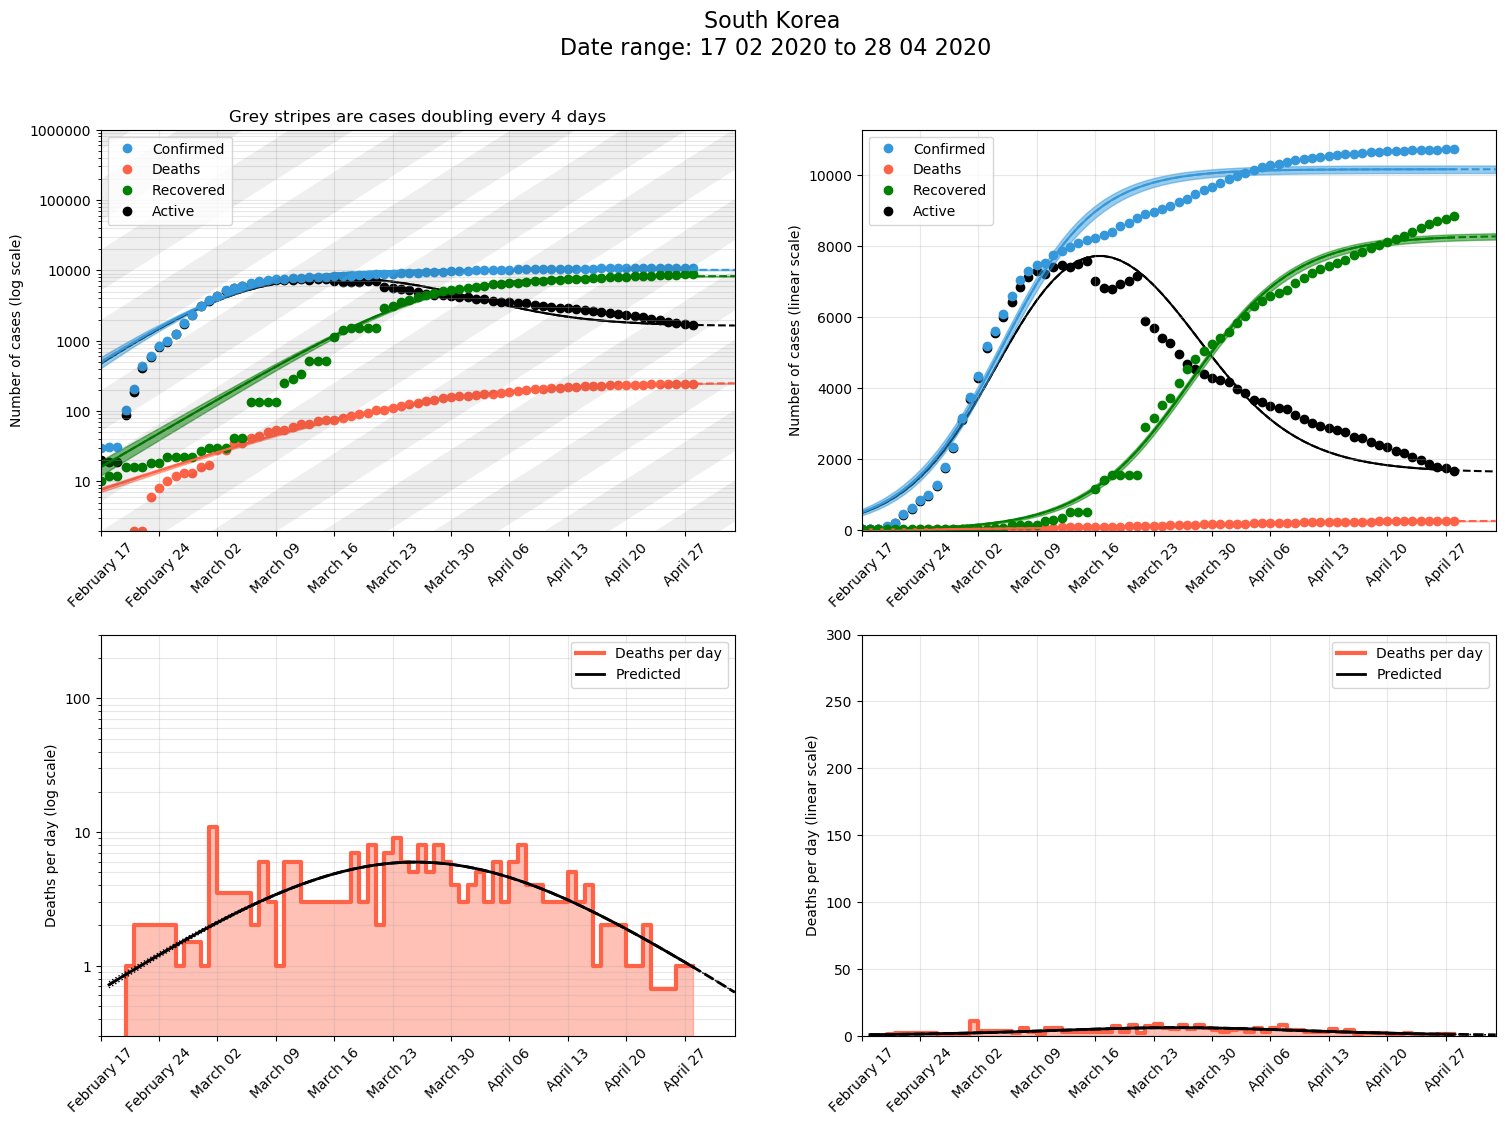 South Korea
Date range: 17 02 2020 to 28 04 2020
Grey stripes are cases doubling every 4 days
Number of cases (log scale)
1000000
100000
10000
1000
100
10
Confirmed
Deaths
Recovered
Active
February 17
February 24
March 02
March 09
March 16
March 23
March 30
April 06
April 13
April 20
April 27
Number of cases (linear scale)
10000
8000
6000
4000
2000
0
Confirmed
Deaths
Recovered
Active
February 17
February 24
March 02
March 09
March 16
March 23
March 30
April 06
April 13
April 20
April 27
Deaths per day (log scale)
100
10
1
Deaths per day
Predicted
February 17
February 24
March 02
March 09
March 16
March 23
March 30
April 06
April 13
April 20
April 27
Deaths per day (linear scale)
300
250
200
150
100
50
0
Deaths per day
Predicted
February 17
February 24
March 02
March 09
March 16
March 23
March 30
April 06
April 13
April 20
April 27